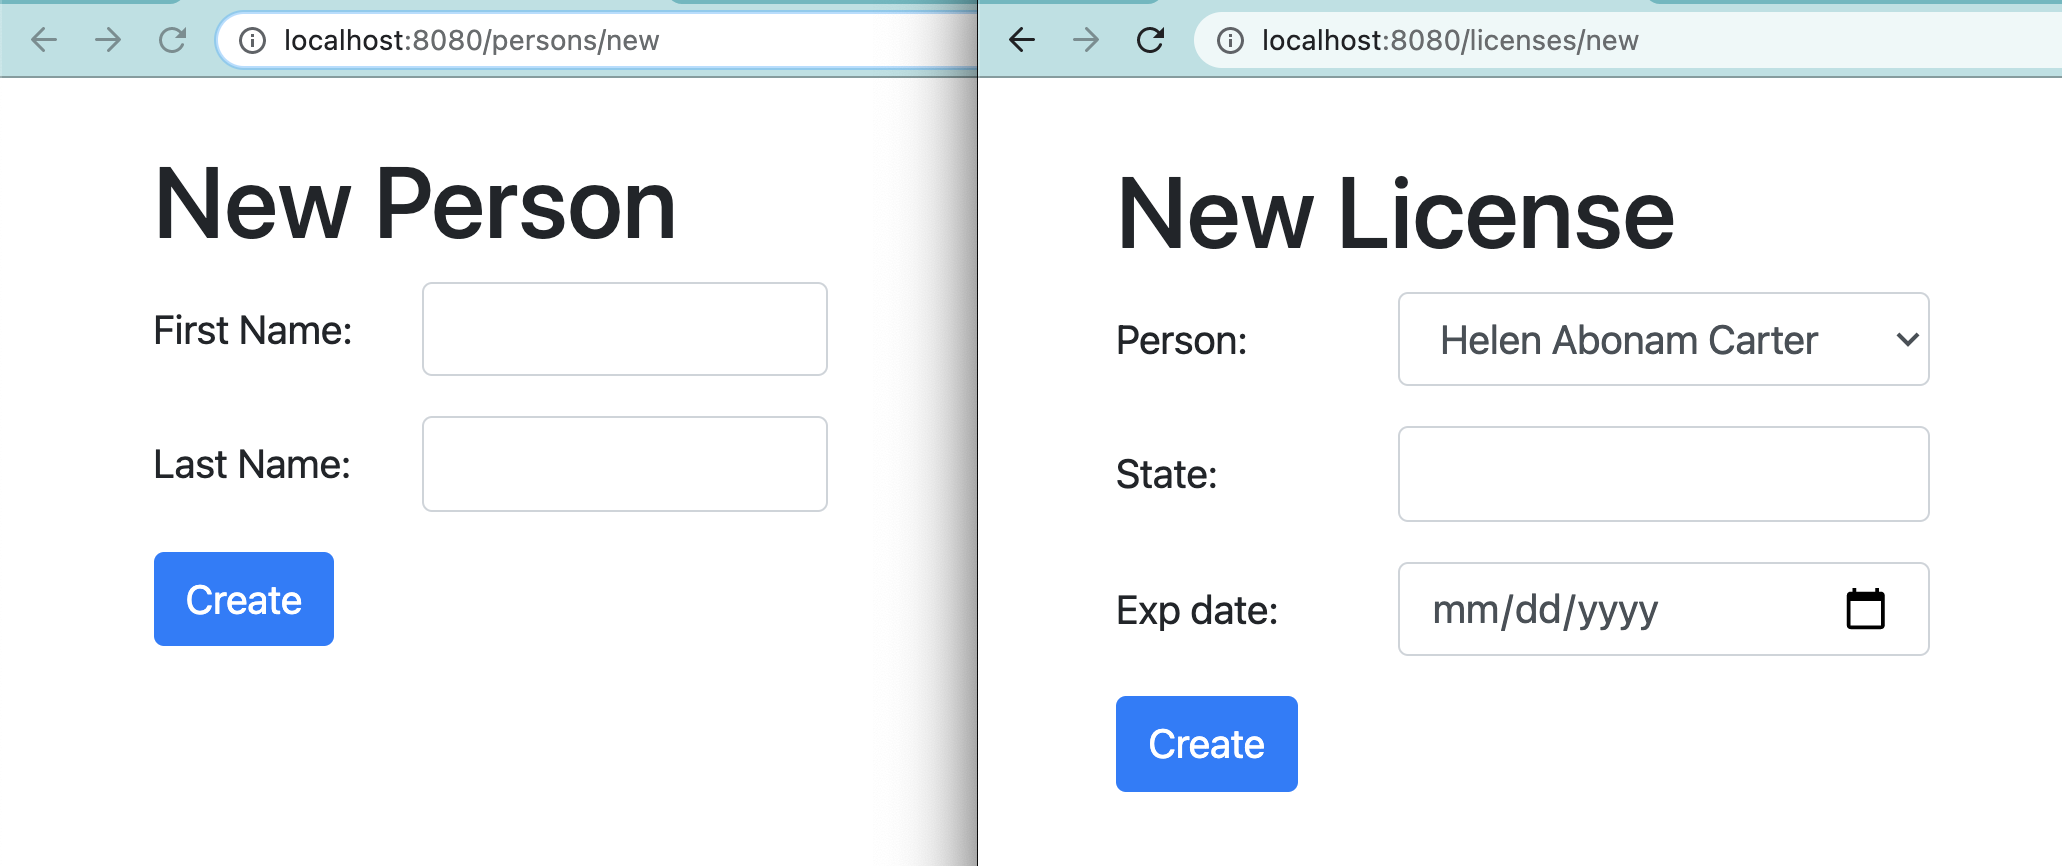 localhost:8080/persons/new
New Person
First Name:
Last Name:
Create
localhost:8080/licenses/new
New License
Person:
Helen Abonam Carter
State:
Exp date:
mm/dd/yyyy
Create